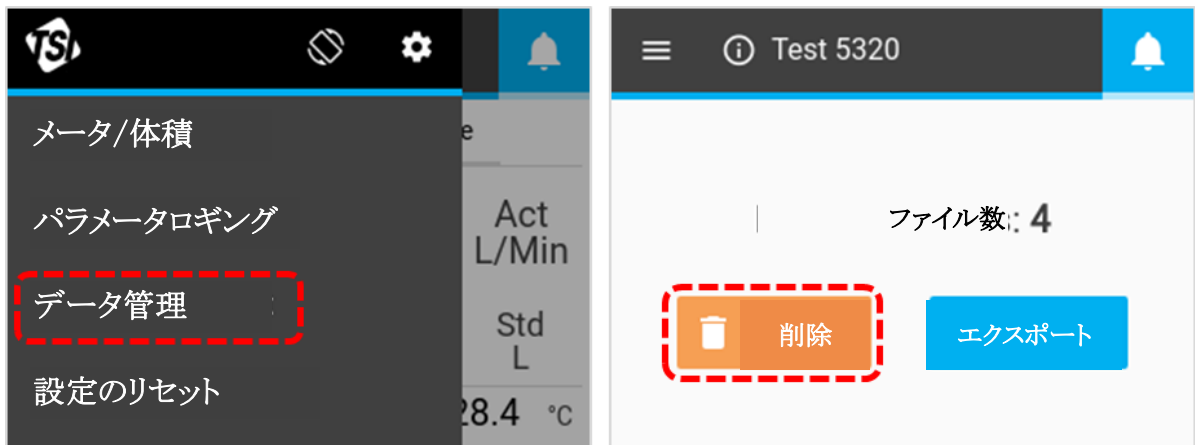 TSI
メータ/体積
パラメータロギング
データ管理
設定のリセット
e
Act
L/Min
Std
L
28.4 °C
Test 5320
ファイル数: 4
削除
エクスポート